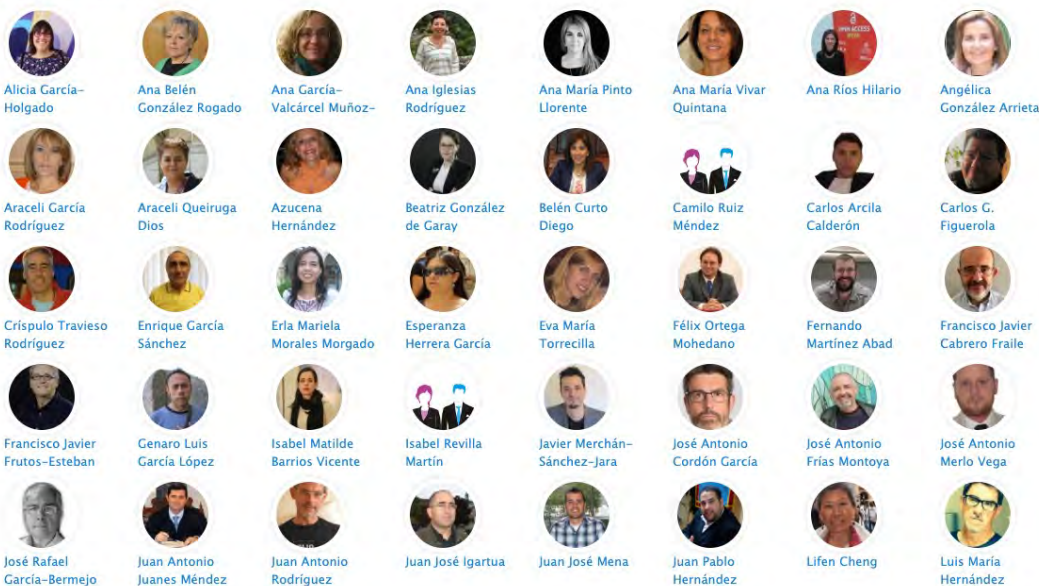 OPEN ACCESS
Alicia García-
Holgado
Ana Belén
González Rogado
Ana García-
Valcárcel Muñoz-
Ana Iglesias
Rodríguez
Ana María Pinto
Llorente
Ana María Vivar
Quintana
Ana Ríos Hilario
Angélica
González Arrieta
Araceli García
Rodríguez
Araceli Queiruga
Dios
Azucena
Hernández
Beatriz González
de Garay
Belén Curto
Diego
Camilo Ruiz
Méndez
Carlos Arcila
Calderón
Carlos G.
Figuerola
Críspulo Travieso
Rodríguez
Enrique García
Sánchez
Erla Mariela
Morales Morgado
Esperanza
Herrera García
Eva María
Torrecilla
Félix Ortega
Mohedano
Fernando
Martínez Abad
Francisco Javier
Cabrero Fraile
Francisco Javier
Frutos-Esteban
Genaro Luis
García López
Isabel Matilde
Barrios Vicente
Isabel Revilla
Martín
Javier Merchán-
Sánchez-Jara
José Antonio
Cordón García
José Antonio
Frías Montoya
José Antonio
Merlo Vega
José Rafael
García-Bermejo
Juan Antonio
Juanes Méndez
Juan Antonio
Rodríguez
Juan José Igartua
Juan José Mena
Juan Pablo
Hernández
Lifen Cheng
Luis María
Hernández